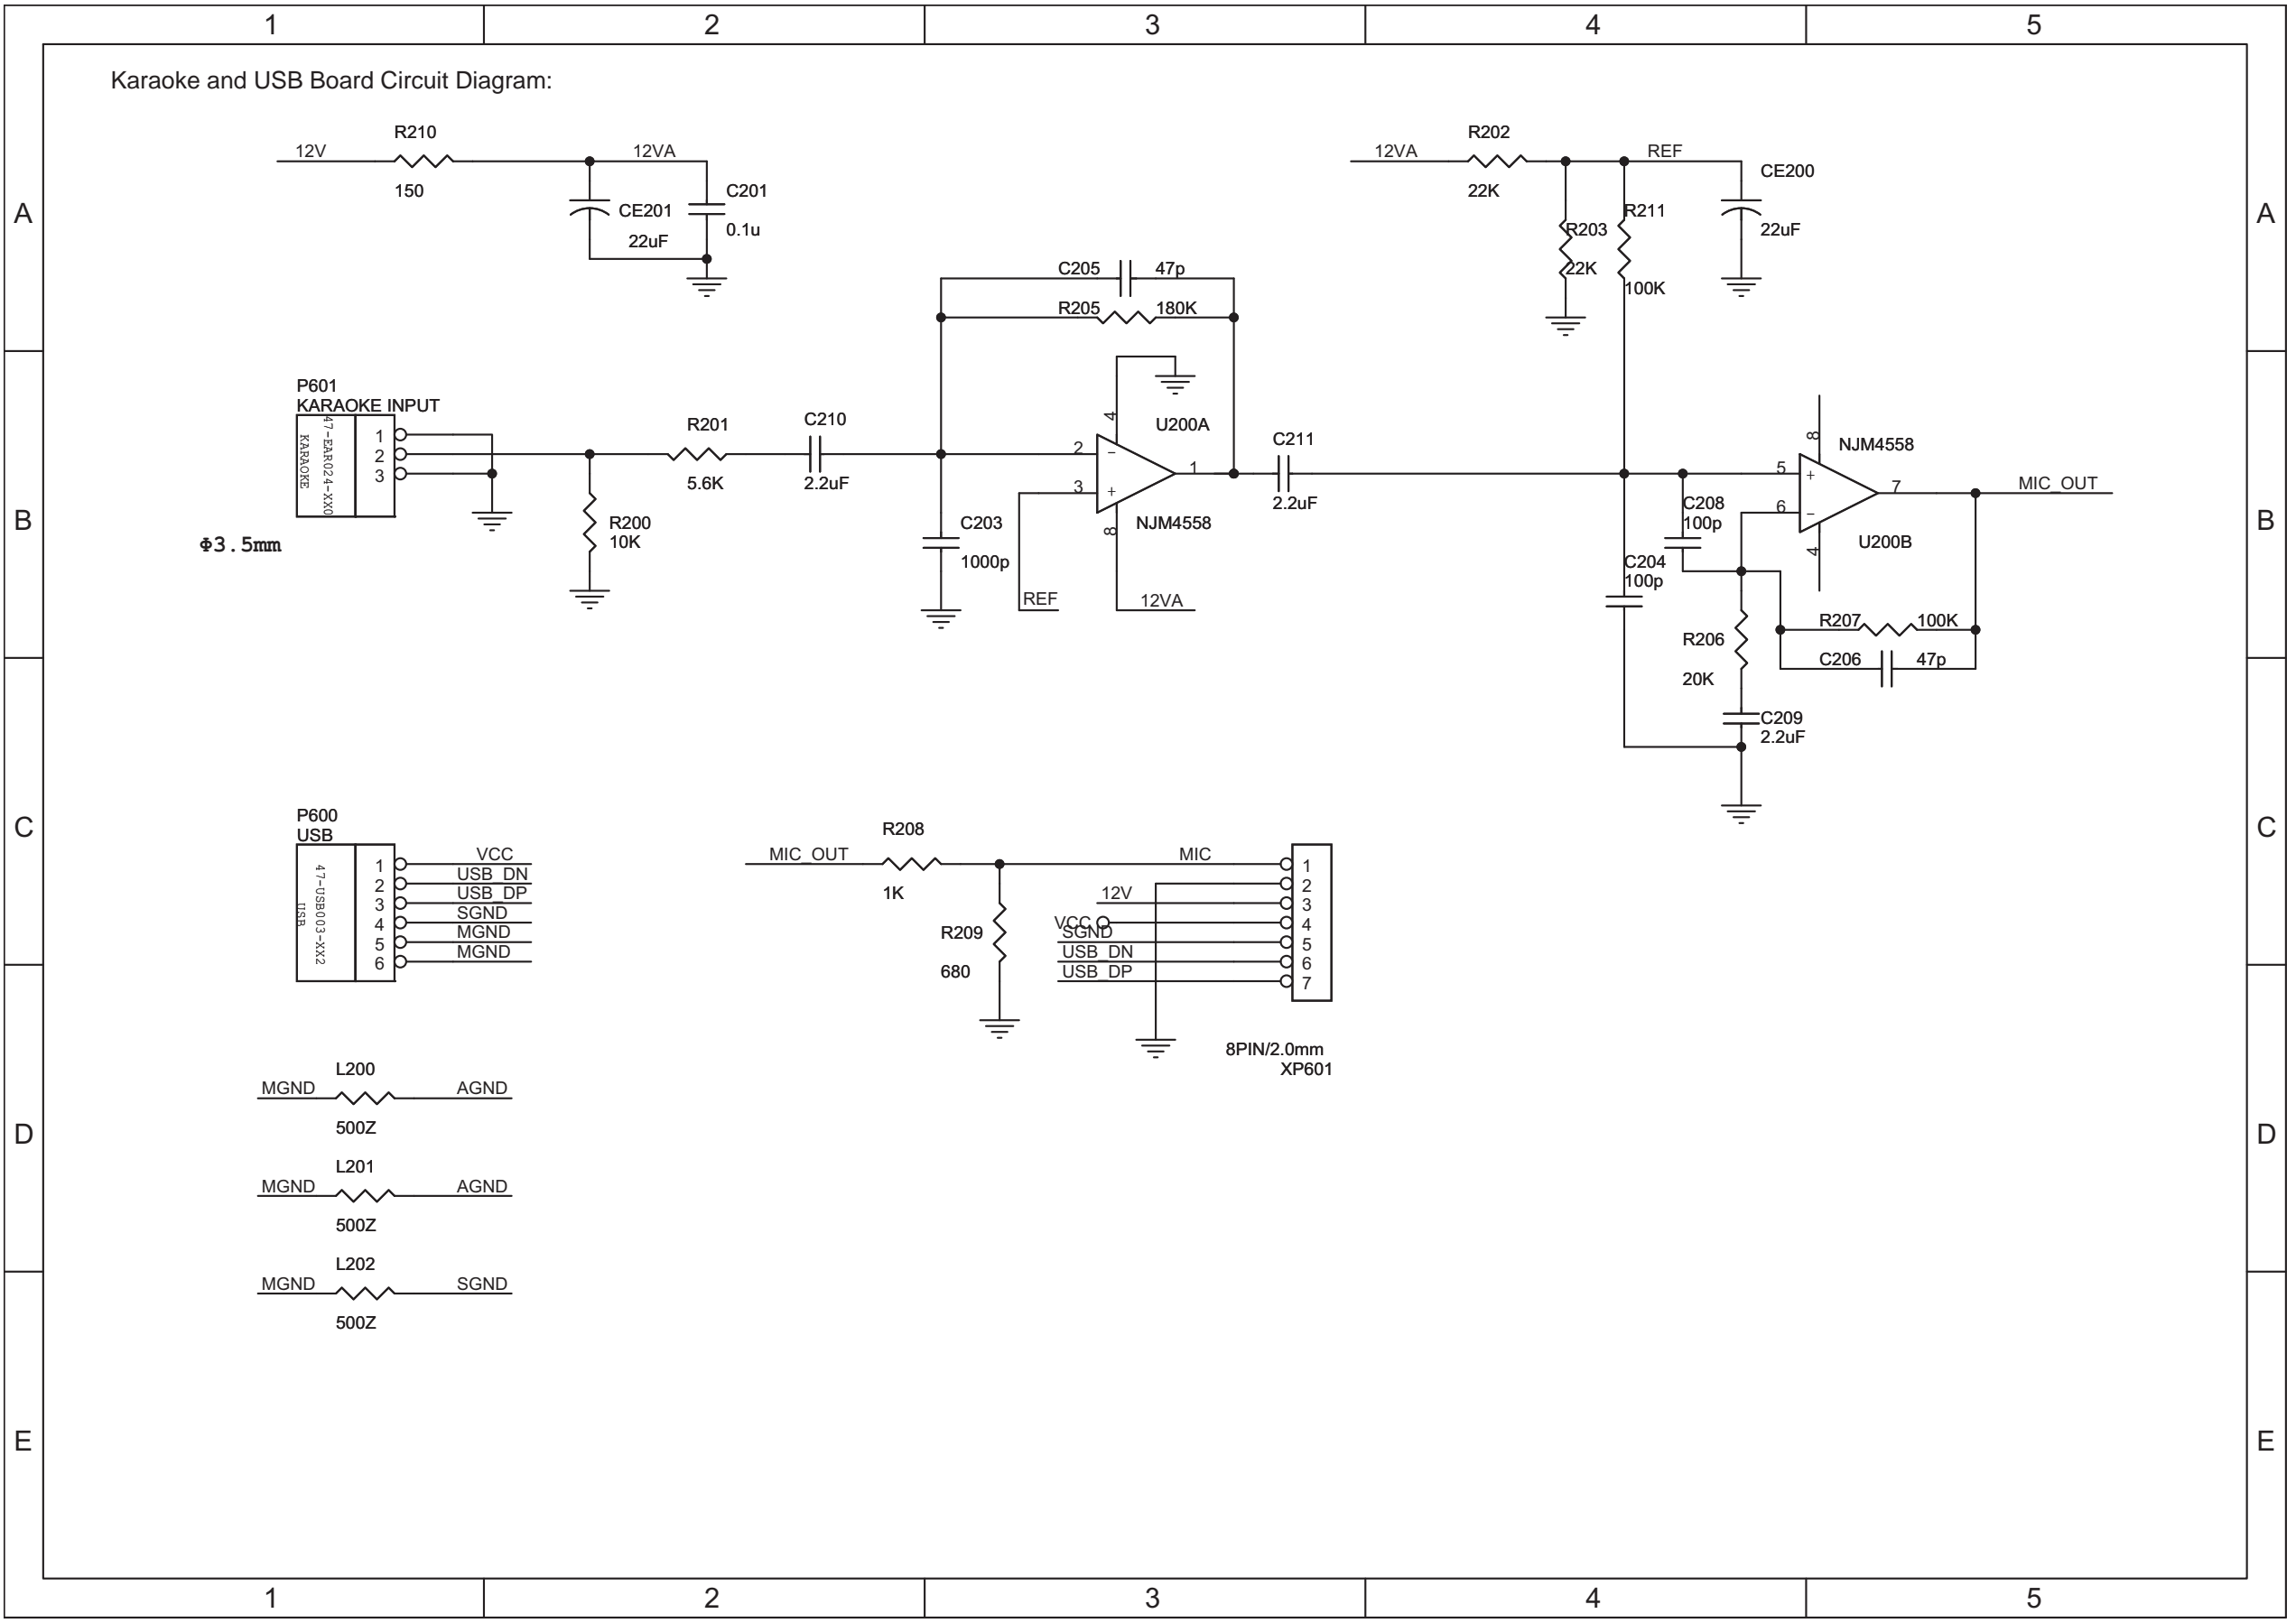 1 2 3 4 5
Karaoke and USB Board Circuit Diagram:
A A
12V
R210
150
12VA
CE201
22uF
C201
0.1u
12VA
R202
22K
REF
R203
22K
R211
100K
CE200
22uF
C205 47p
R205 180K
B B
P601
KARAOKE INPUT
47-EAR024-XX0
KARAOKE
1
2
3
Φ3.5mm
R200
10K
R201
5.6K
C210
2.2uF
C203
1000p
2
3
4
8
1
−
+
U200A
NJM4558
REF
12VA
C211
2.2uF
C208
100p
C204
100p
5
6
8
4
7
+
−
NJM4558
U200B
MIC_OUT
R207 100K
C206 47p
R206
20K
C209
2.2uF
C C
P600
USB
47-USB003-XX2
USB
1 VCC
2 USB_DN
3 USB_DP
4 SGND
5 MGND
6 MGND
MIC_OUT
R208
1K
R209
680
MIC 1
2
12V 3
VCC 4
SGND 5
USB_DN 6
USB_DP 7
8PIN/2.0mm
XP601
D D
L200
MGND AGND
500Z
L201
MGND AGND
500Z
L202
MGND SGND
500Z
E E
1 2 3 4 5